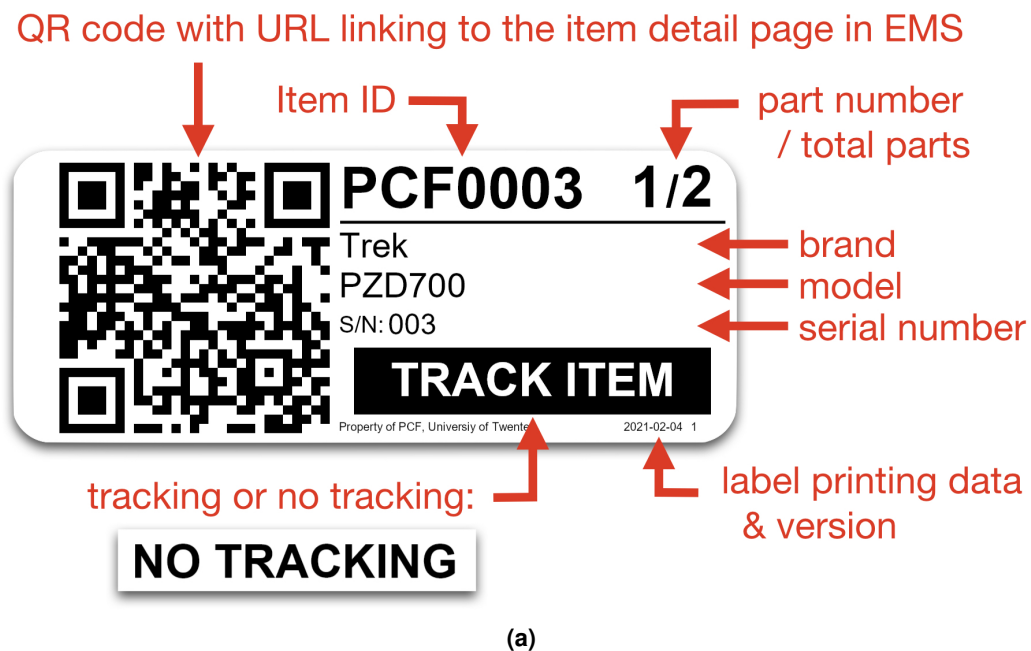 QR code with URL linking to the item detail page in EMS
Item ID
part number
/ total parts
PCF0003 1/2
Trek
brand
PZD700
model
S/N: 003
serial number
TRACK ITEM
Property of PCF, Universiy of Twente
2021-02-04 1
tracking or no tracking:
label printing data
& version
NO TRACKING
(a)